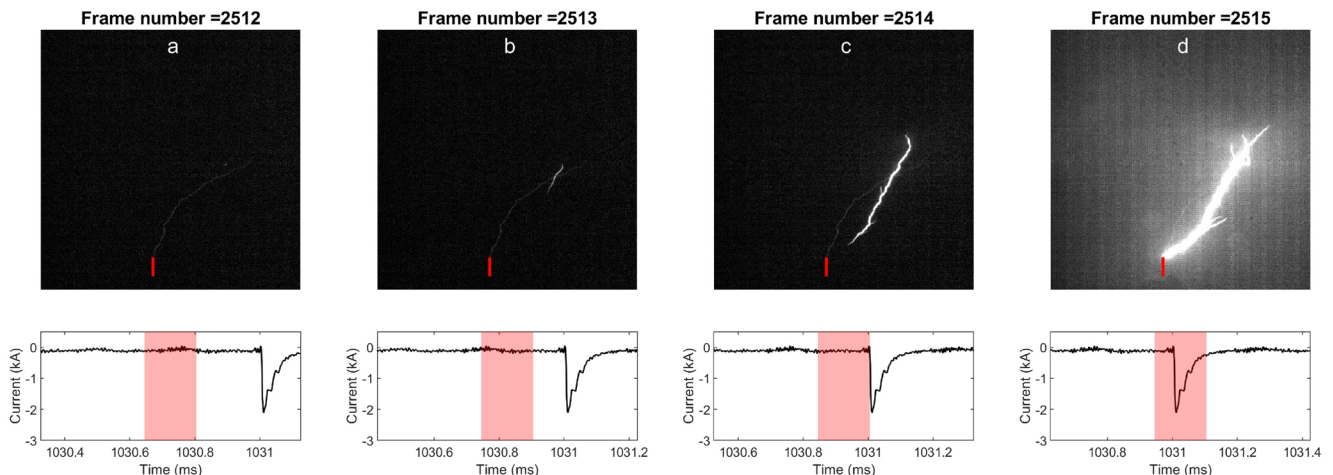 Frame number =2512
Frame number =2513
Frame number =2514
Frame number =2515
a
b
c
d
Current (kA)
0
-1
-2
-3
1030.4 1030.6 1030.8 1031
Time (ms)
Current (kA)
0
-1
-2
-3
1030.6 1030.8 1031 1031.2
Time (ms)
Current (kA)
0
-1
-2
-3
1030.6 1030.8 1031 1031.2
Time (ms)
Current (kA)
0
-1
-2
-3
1030.8 1031 1031.2 1031.4
Time (ms)